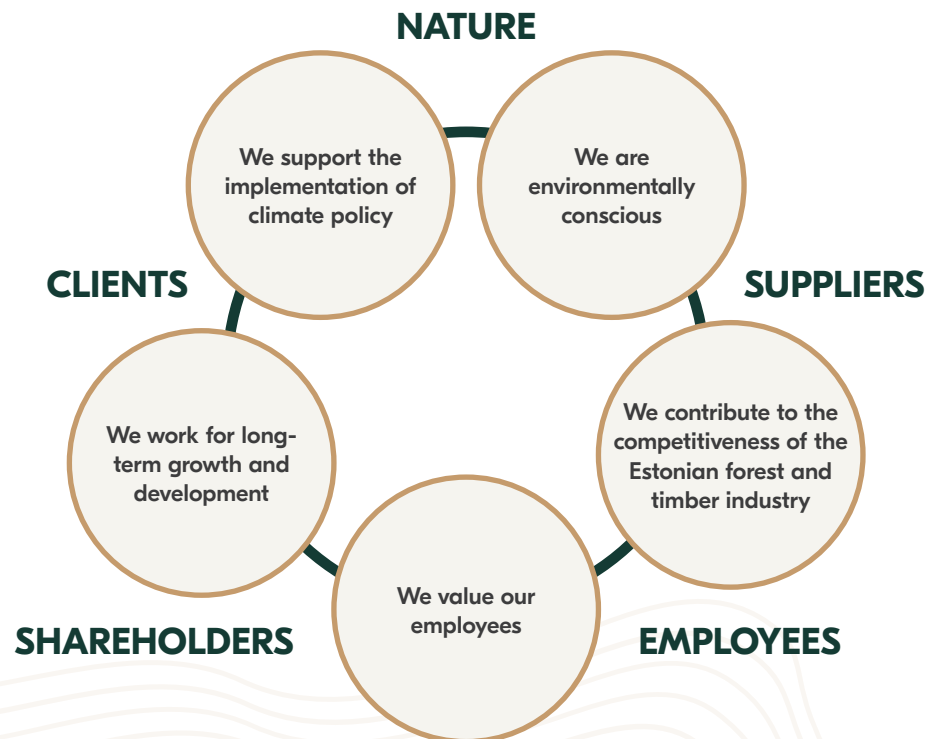 NATURE
We support the
implementation of
climate policy
We are
environmentally
conscious
CLIENTS
SUPPLIERS
We work for long-
term growth and
development
We contribute to the
competitiveness of the
Estonian forest and
timber industry
We value our
employees
SHAREHOLDERS
EMPLOYEES